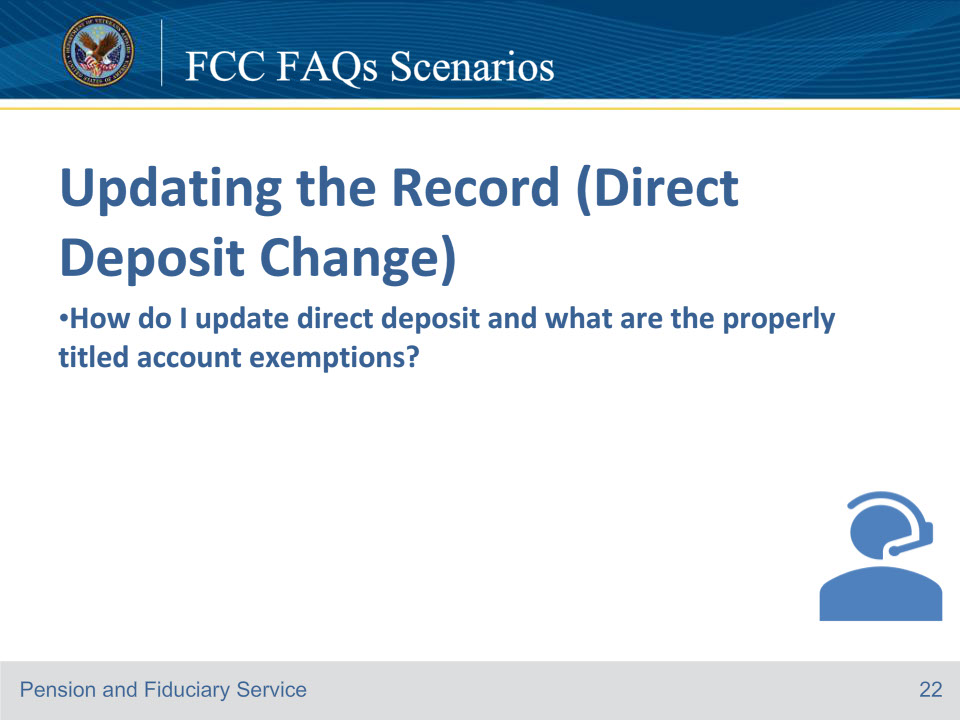 FCC FAQs Scenarios
Updating the Record (Direct
Deposit Change)
•How do I update direct deposit and what are the properly
titled account exemptions?
Pension and Fiduciary Service
22